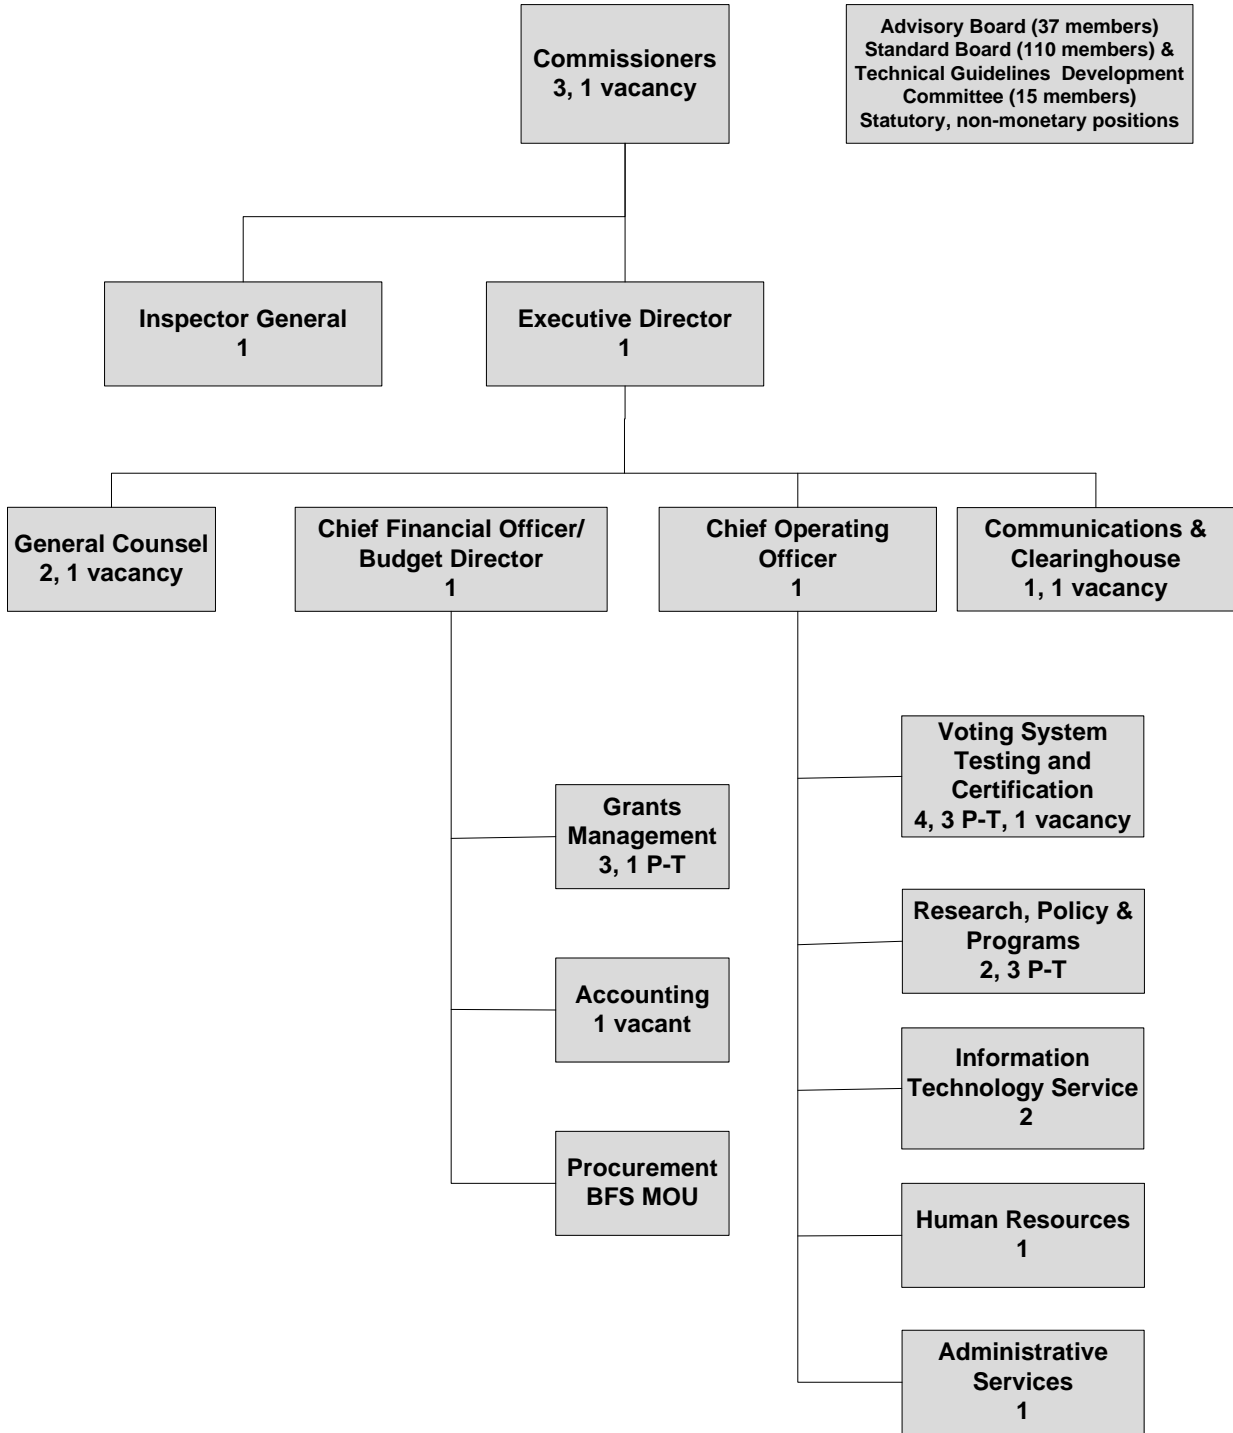 Commissioners
3, 1 vacancy
Advisory Board (37 members)
Standard Board (110 members) &
Technical Guidelines Development
Committee (15 members)
Statutory, non-monetary positions
Inspector General
1
Executive Director
1
General Counsel
2, 1 vacancy
Chief Financial Officer/
Budget Director
1
Chief Operating
Officer
1
Communications &
Clearinghouse
1, 1 vacancy
Grants
Management
3, 1 P-T
Accounting
1 vacant
Procurement
BFS MOU
Voting System
Testing and
Certification
4, 3 P-T, 1 vacancy
Research, Policy &
Programs
2, 3 P-T
Information
Technology Service
2
Human Resources
1
Administrative
Services
1